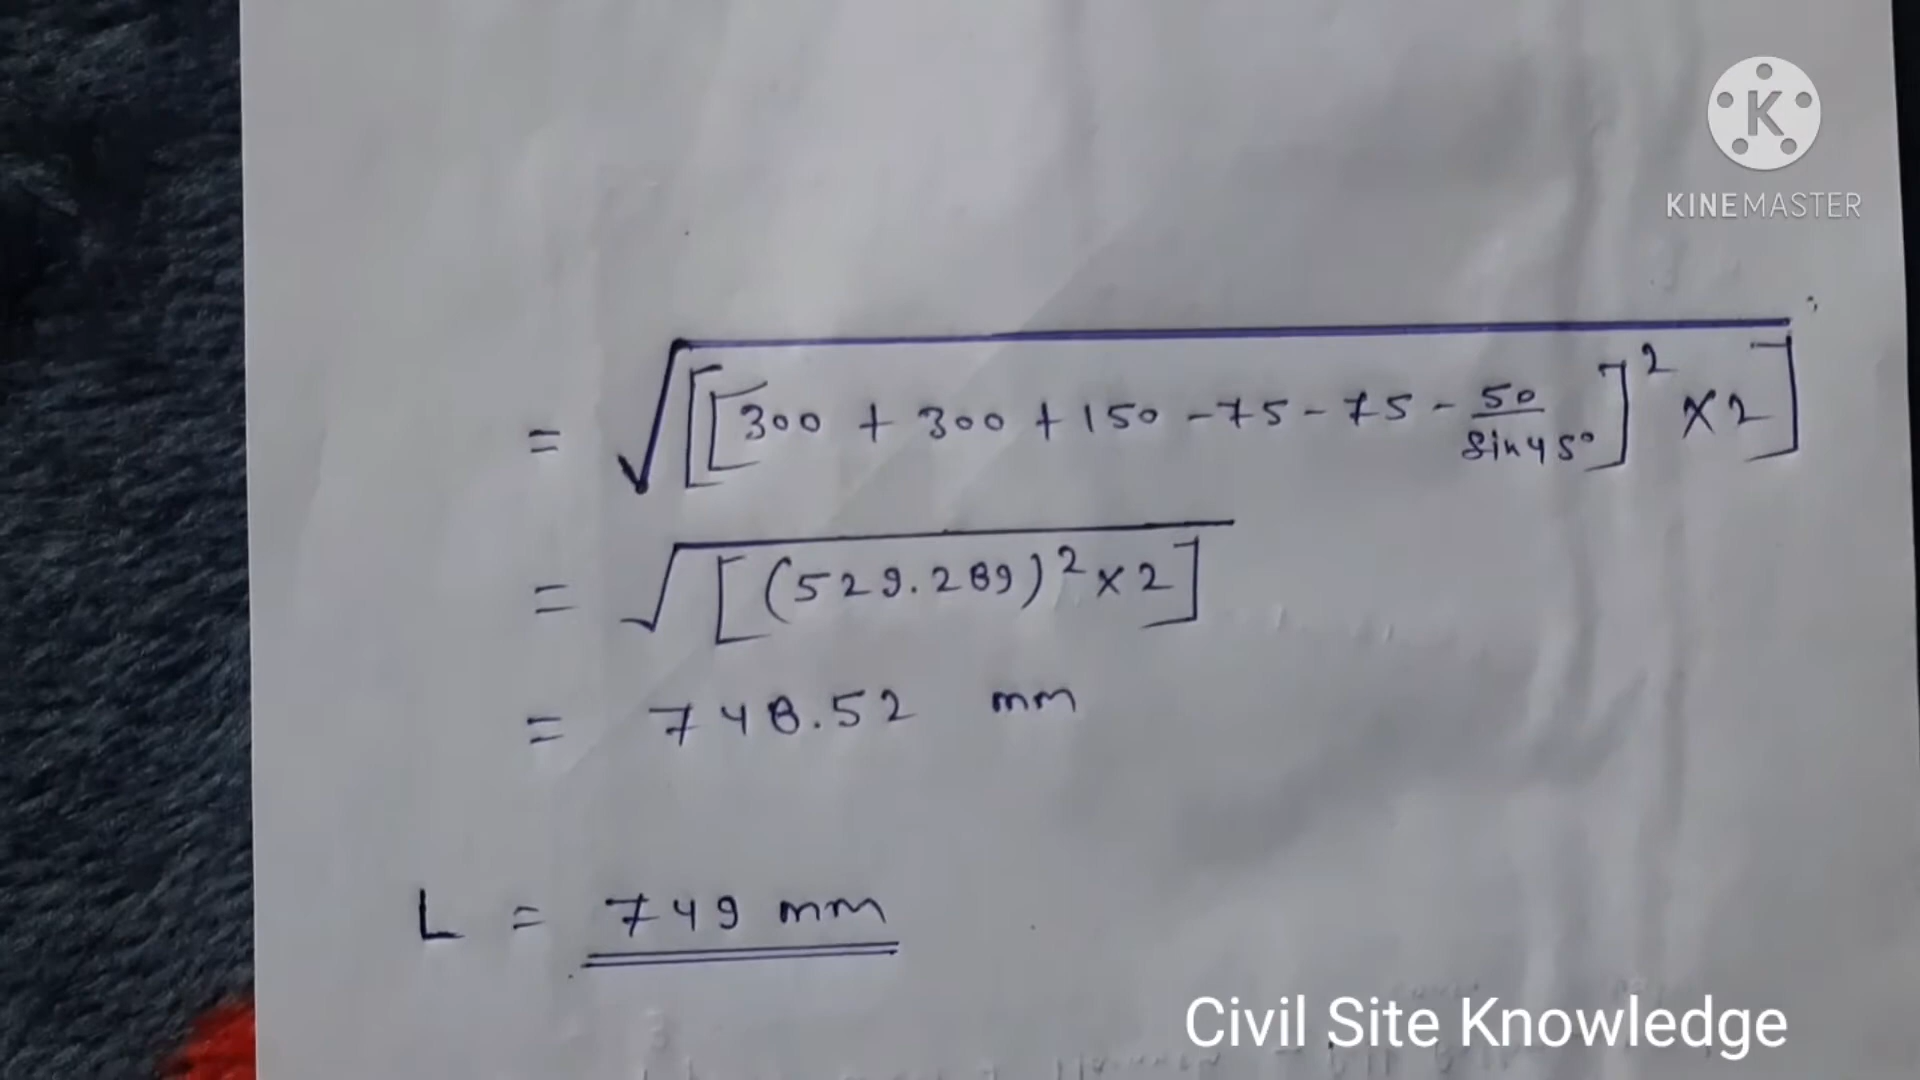 K
KINEMASTER
= √[[300 + 300 + 150 - 75 - 75 - 50/sin45°]² × 2]
= √[(529.289)² × 2]
= 748.52 mm
L = 749 mm
Civil Site Knowledge